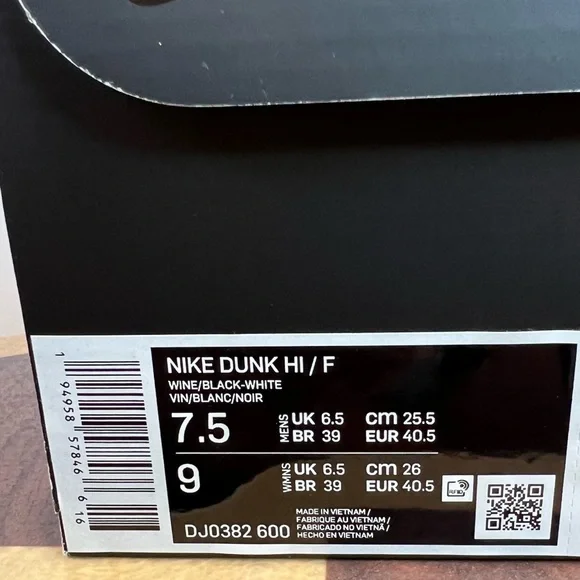 NIKE DUNK HI / F
WINE/BLACK-WHITE
VIN/BLANC/NOIR
7.5 MENS UK 6.5 cm 25.5
BR 39 EUR 40.5
9 WMNS UK 6.5 cm 26
BR 39 EUR 40.5
DJ0382 600
MADE IN VIETNAM /
FABRIQUE AU VIETNAM /
FABRICADO NO VIETNÃ /
HECHO EN VIETNAM
1 94958 57846 6 16